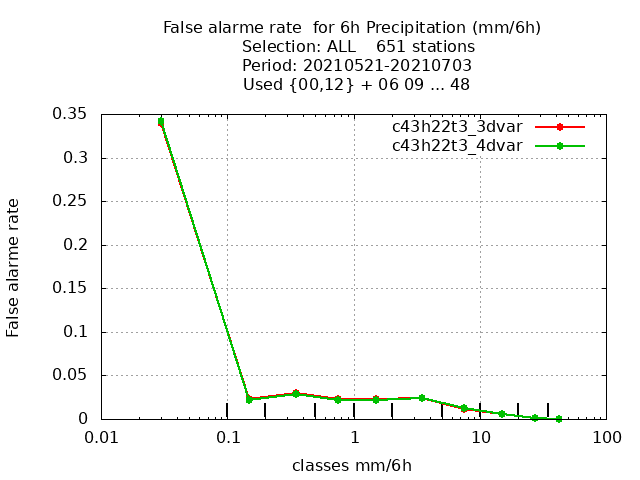 False alarme rate  for 6h Precipitation (mm/6h)
Selection: ALL    651 stations
Period: 20210521-20210703
Used {00,12} + 06 09 ... 48
c43h22t3_3dvar
c43h22t3_4dvar
False alarme rate
0.35
0.3
0.25
0.2
0.15
0.1
0.05
0
0.01 0.1 1 10 100
classes mm/6h